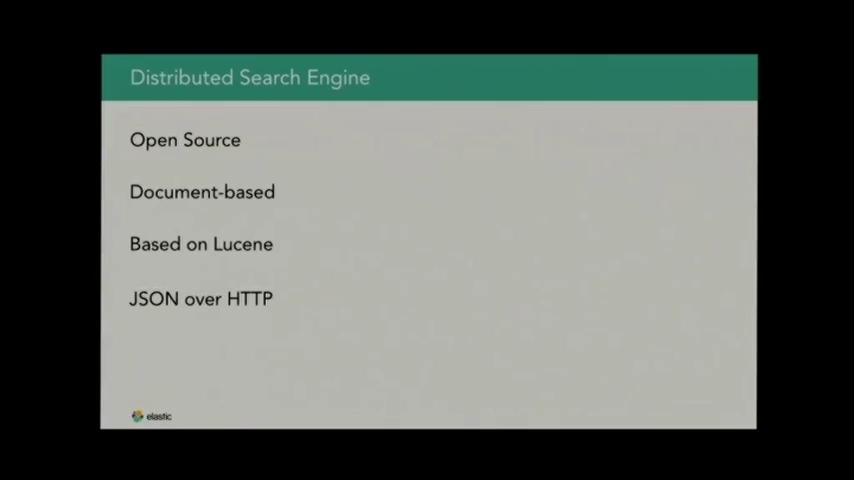 Distributed Search Engine
Open Source
Document-based
Based on Lucene
JSON over HTTP
elastic